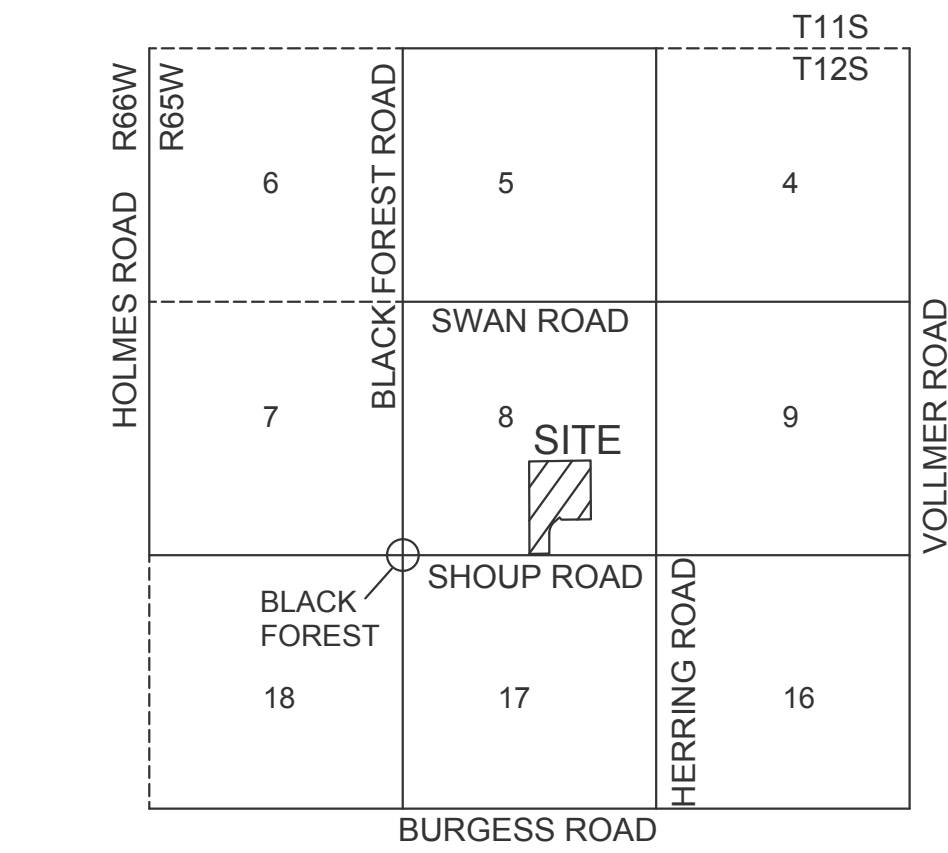 T11S
T12S
R66W
R65W
HOLMES ROAD
BLACK FOREST ROAD
6
5
4
SWAN ROAD
VOLLMER ROAD
7
8
9
SITE
SHOUP ROAD
BLACK
FOREST
HERRING ROAD
18
17
16
BURGESS ROAD